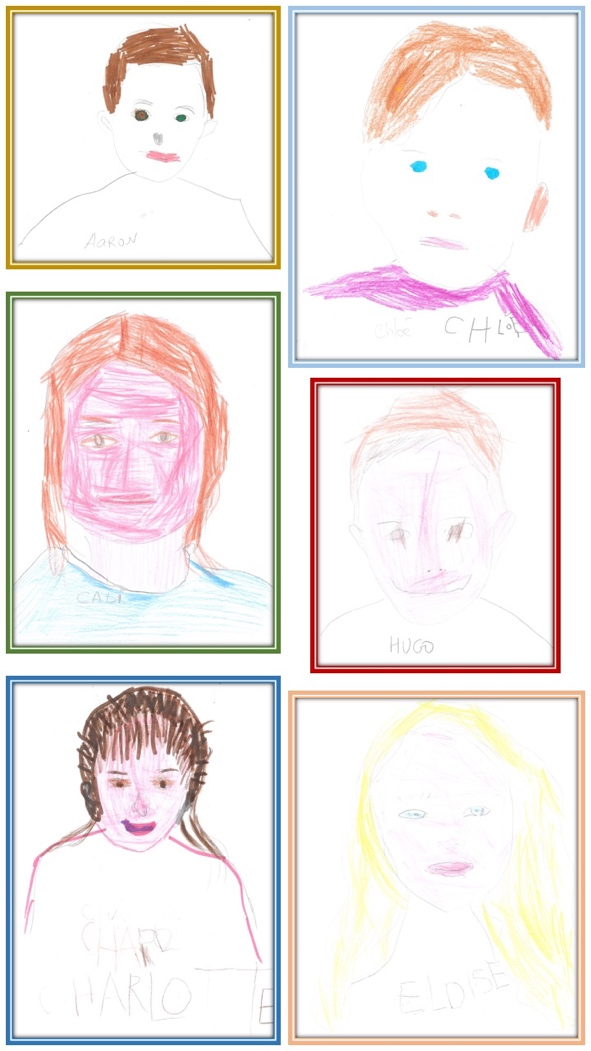 AaRON
Chloé CHLOÉ
CALI
HUGO
CHAR
CHARLOTTE
ELOISE